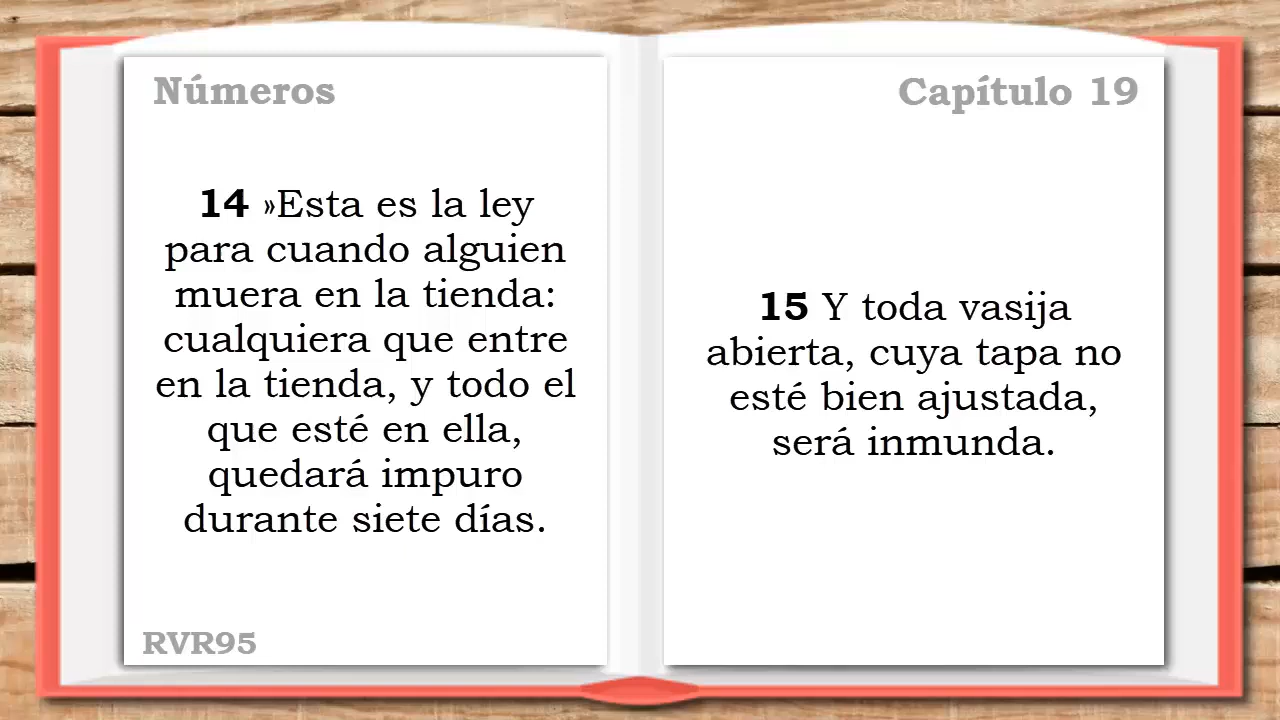 Números
14 »Esta es la ley
para cuando alguien
muera en la tienda:
cualquiera que entre
en la tienda, y todo el
que esté en ella,
quedará impuro
durante siete días.
RVR95
Capítulo 19
15 Y toda vasija
abierta, cuya tapa no
esté bien ajustada,
será inmunda.